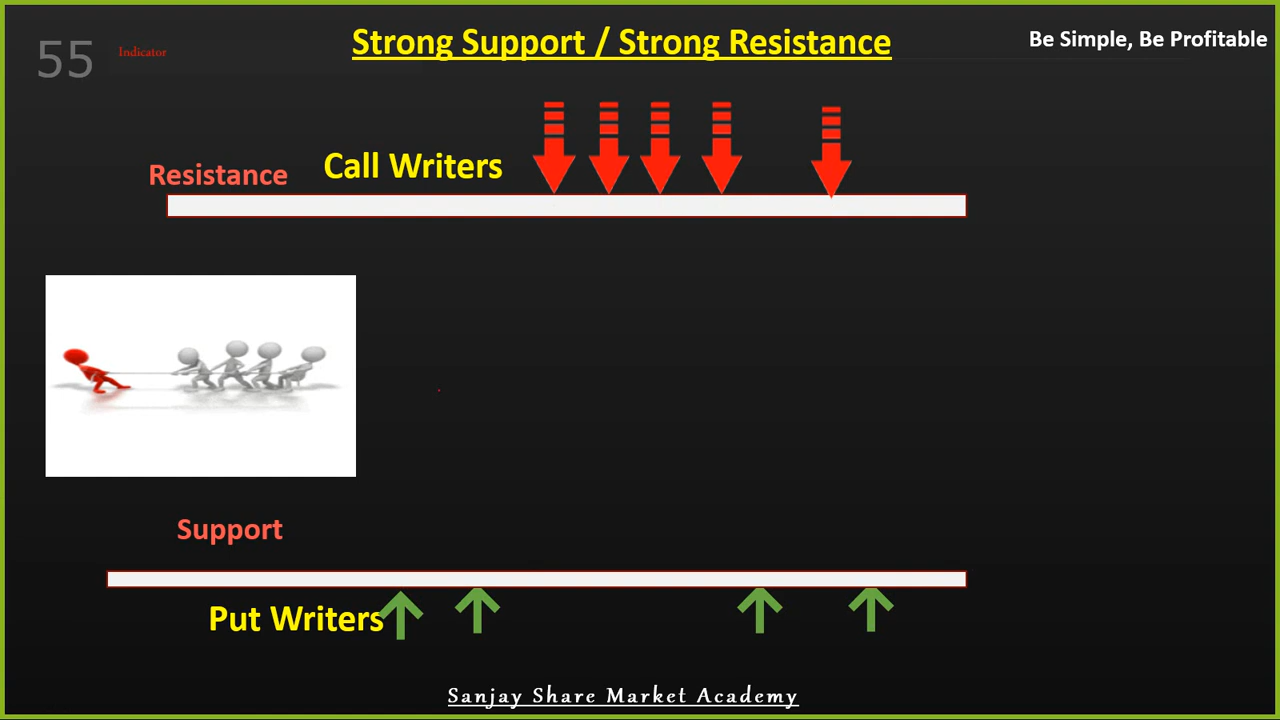 55
Indicator
Strong Support / Strong Resistance
Be Simple, Be Profitable
Call Writers
Resistance
Support
Put Writers
Sanjay Share Market Academy